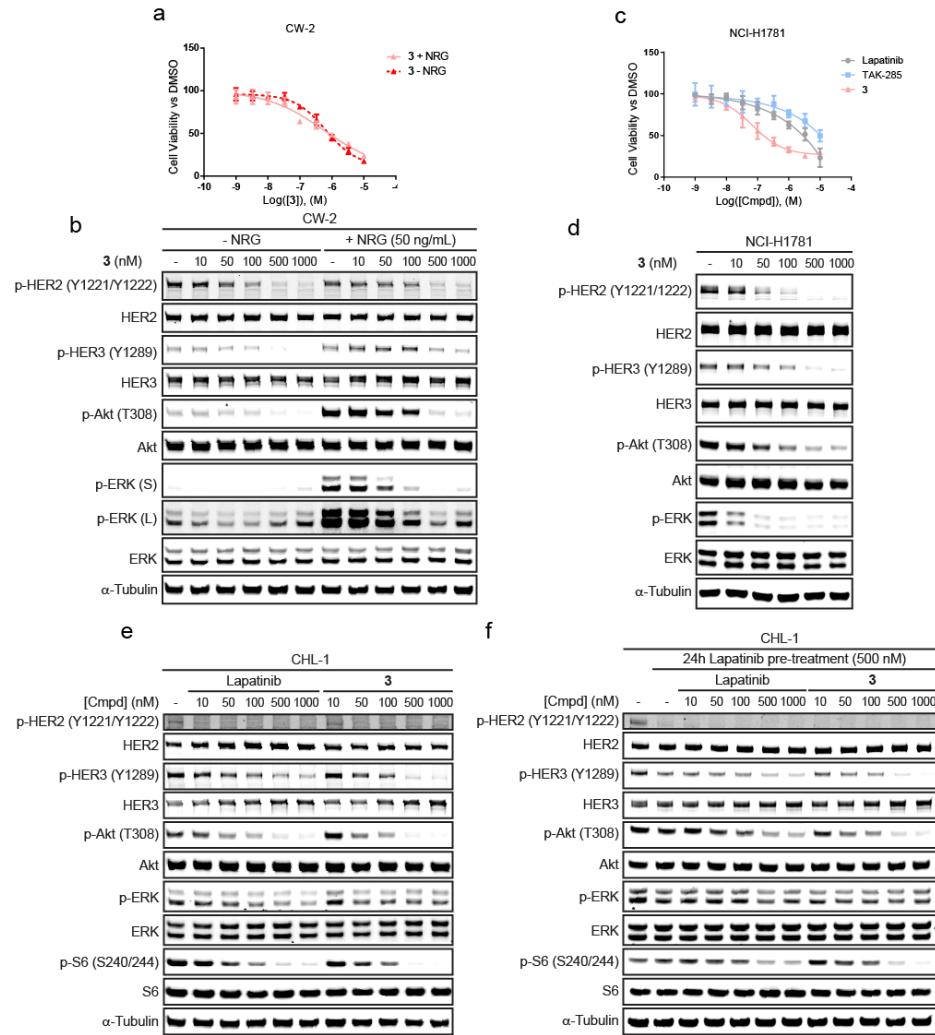 a
CW-2
Cell Viability vs DMSO
150
100
50
0
-10 -9 -8 -7 -6 -5 -4
Log([3]), (M)
3 + NRG
3 - NRG
c
NCI-H1781
Cell Viability vs DMSO
150
100
50
0
-10 -9 -8 -7 -6 -5 -4
Log([Cmpd]), (M)
Lapatinib
TAK-285
3
b
CW-2
- NRG + NRG (50 ng/mL)
3 (nM) - 10 50 100 500 1000 - 10 50 100 500 1000
p-HER2 (Y1221/Y1222)
HER2
p-HER3 (Y1289)
HER3
p-Akt (T308)
Akt
p-ERK (S)
p-ERK (L)
ERK
α-Tubulin
d
NCI-H1781
3 (nM) - 10 50 100 500 1000
p-HER2 (Y1221/1222)
HER2
p-HER3 (Y1289)
HER3
p-Akt (T308)
Akt
p-ERK
ERK
α-Tubulin
e
CHL-1
Lapatinib 3
[Cmpd] (nM) - 10 50 100 500 1000 10 50 100 500 1000
p-HER2 (Y1221/Y1222)
HER2
p-HER3 (Y1289)
HER3
p-Akt (T308)
Akt
p-ERK
ERK
p-S6 (S240/244)
S6
α-Tubulin
f
CHL-1
24h Lapatinib pre-treatment (500 nM)
Lapatinib 3
[Cmpd] (nM) - - 10 50 100 500 1000 10 50 100 500 1000
p-HER2 (Y1221/Y1222)
HER2
p-HER3 (Y1289)
HER3
p-Akt (T308)
Akt
p-ERK
ERK
p-S6 (S240/244)
S6
α-Tubulin